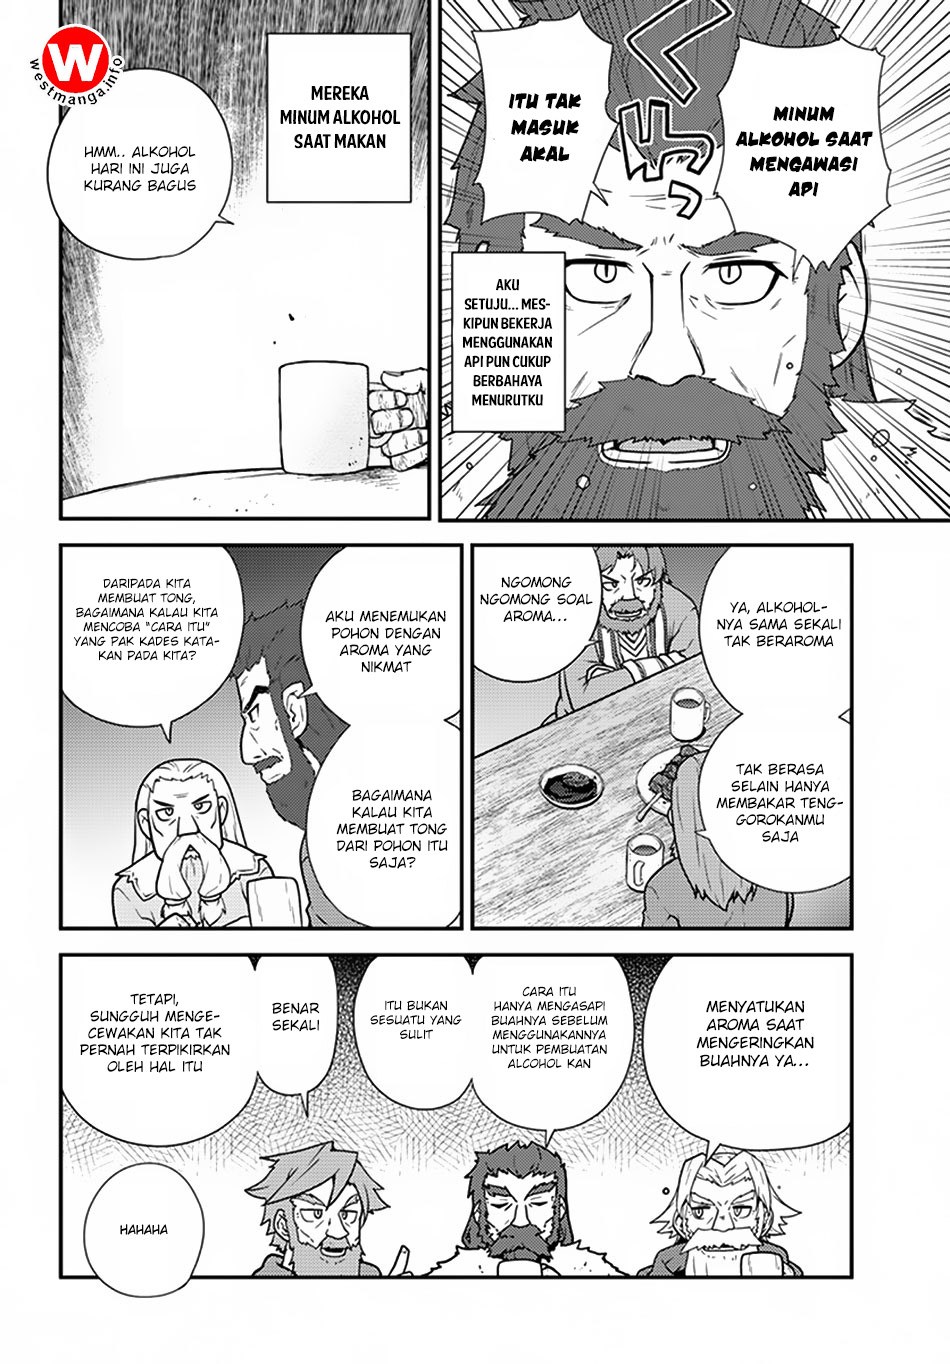 W
westmanga.info
MINUM
ALKOHOL SAAT
MENGAWASI
API
ITU TAK
MASUK
AKAL
AKU
SETUJU... MES-
KIPUN BEKERJA
MENGGUNAKAN
API PUN CUKUP
BERBAHAYA
MENURUTKU
MEREKA
MINUM ALKOHOL
SAAT MAKAN
HMM.. ALKOHOL
HARI INI JUGA
KURANG BAGUS
YA, ALKOHOL-
NYA SAMA SEKALI
TAK BERAROMA
TAK BERASA
SELAIN HANYA
MEMBAKAR TENG-
GOROKANMU
SAJA
NGOMONG
NGOMONG SOAL
AROMA...
AKU MENEMUKAN
POHON DENGAN
AROMA YANG
NIKMAT
BAGAIMANA
KALAU KITA
MEMBUAT TONG
DARI POHON ITU
SAJA?
DARIPADA KITA
MEMBUAT TONG,
BAGAIMANA KALAU KITA
MENCOBA "CARA ITU"
YANG PAK KADES KATA-
KAN PADA KITA?
MENYATUKAN
AROMA SAAT
MENGERINGKAN
BUAHNYA YA...
CARA ITU
HANYA MENGASAPI
BUAHNYA SEBELUM
MENGGUNAKANNYA
UNTUK PEMBUATAN
ALCOHOL KAN
ITU BUKAN
SESUATU YANG
SULIT
BENAR
SEKALI
TETAPI,
SUNGGUH MENGE-
CEWAKAN KITA TAK
PERNAH TERPIKIRKAN
OLEH HAL ITU
HAHAHA